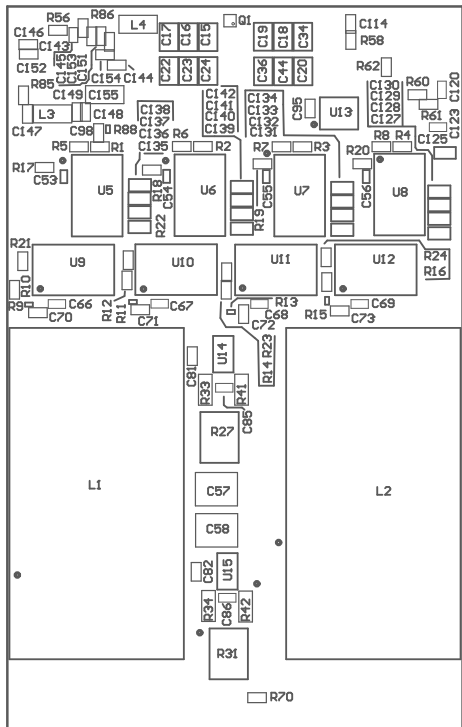 R56 R86 L4 Q1 C114
C146 C17 C16 C15 C19 C18 C34 R58
C143
C152 C145 C153 C151 C154 C144 C22 C23 C24 C36 C44 C20 R62
R85 C149 C155 C142 C134 C130 R60 C120
C141 C133 C129
C147 L3 C148 C138 C140 C132 C95 U13 C128 R61
C137 C139 C131 C127 C123
C98 R88 C136 C125
R5 R1 C135 R6 R2 R7 R3 R8 R4
R17 C53 R18 C54 C55 R20 C56
U5 U6 U7 U8
R22 R19
R21 U9 U10 U11 U12 R24
R16
R10
R9 C66 R12 R11 C67 R13 R15 C69
C70 C71 C68 C72 C73
U14 R14 R23
C81
R33 R41
C85
R27
L1 C57 L2
C58
C82 U15
R34 C86 R42
R31
R70